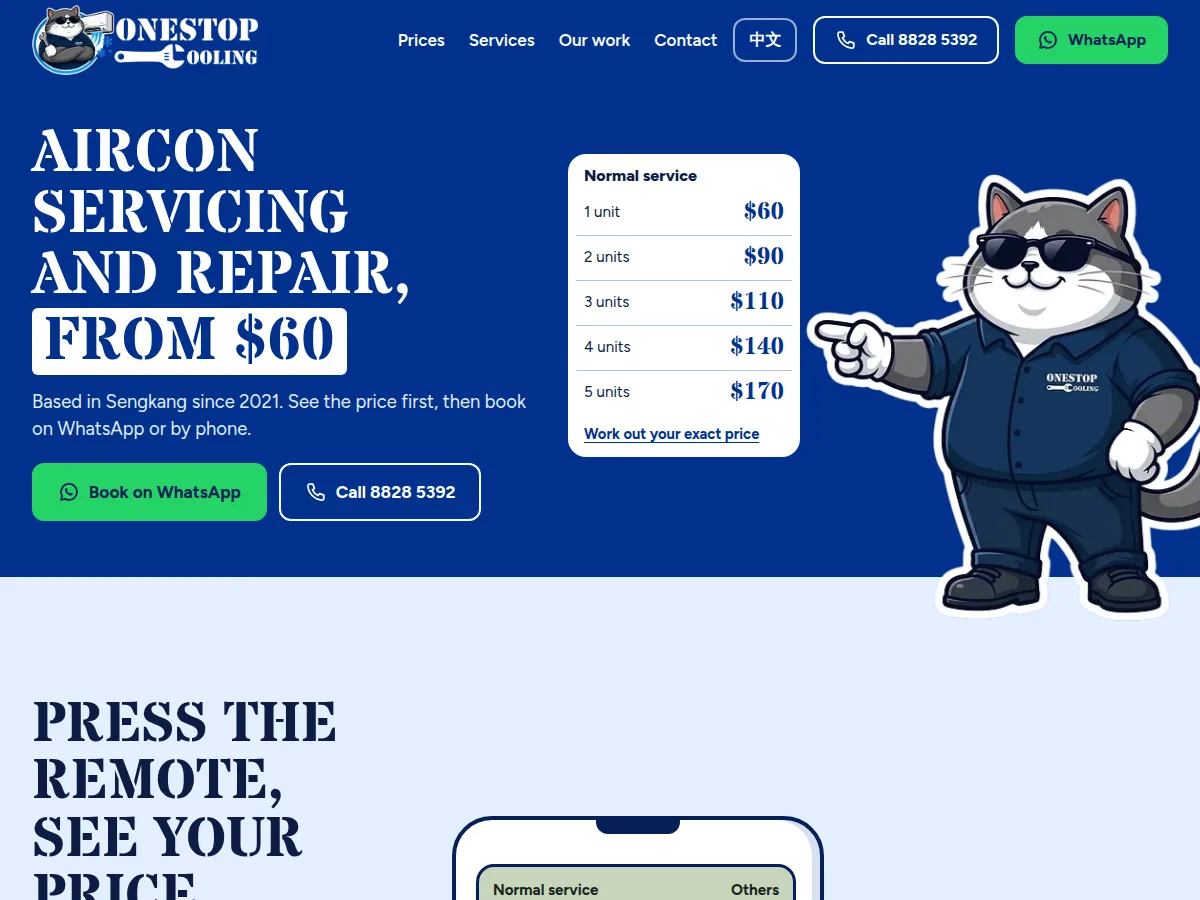 ONESTOP
COOLING
Prices
Services
Our work
Contact
中文
Call 8828 5392
WhatsApp
AIRCON
SERVICING
AND REPAIR,
FROM $60
Based in Sengkang since 2021. See the price first, then book
on WhatsApp or by phone.
Book on WhatsApp
Call 8828 5392
Normal service
1 unit $60
2 units $90
3 units $110
4 units $140
5 units $170
Work out your exact price
ONESTOP
COOLING
PRESS THE
REMOTE,
SEE YOUR
PRICE
Normal service
Others